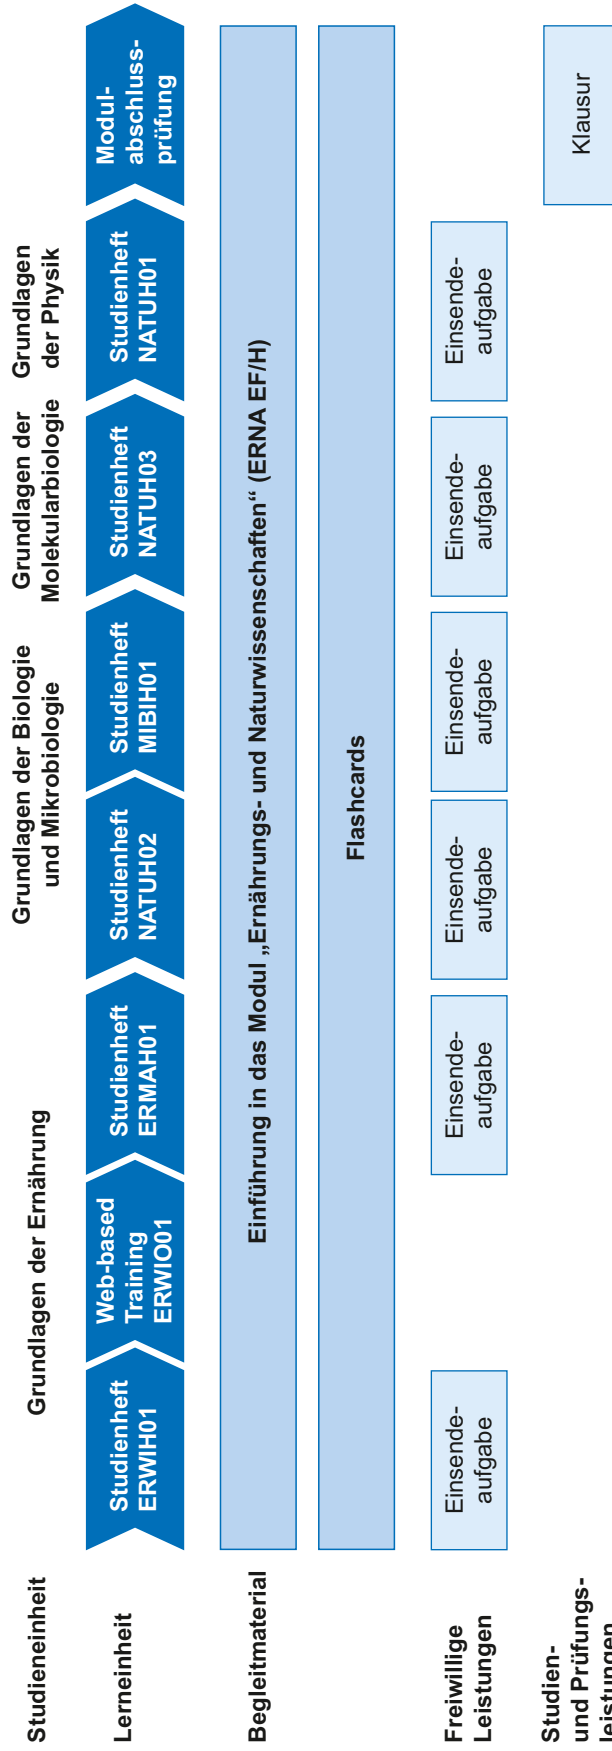 Studieneinheit
Grundlagen der Ernährung
Grundlagen der Biologie
und Mikrobiologie
Grundlagen der
Molekularbiologie
Grundlagen
der Physik
Lerneinheit
Studienheft
ERWIH01
Web-based
Training
ERWIO01
Studienheft
ERMAH01
Studienheft
NATUH02
Studienheft
MIBIH01
Studienheft
NATUH03
Studienheft
NATUH01
Modul-
abschluss-
prüfung
Begleitmaterial
Einführung in das Modul „Ernährungs- und Naturwissenschaften“ (ERNA EF/H)
Flashcards
Freiwillige
Leistungen
Einsende-
aufgabe
Einsende-
aufgabe
Einsende-
aufgabe
Einsende-
aufgabe
Einsende-
aufgabe
Einsende-
aufgabe
Studien-
und Prüfungs-
leistungen
Klausur